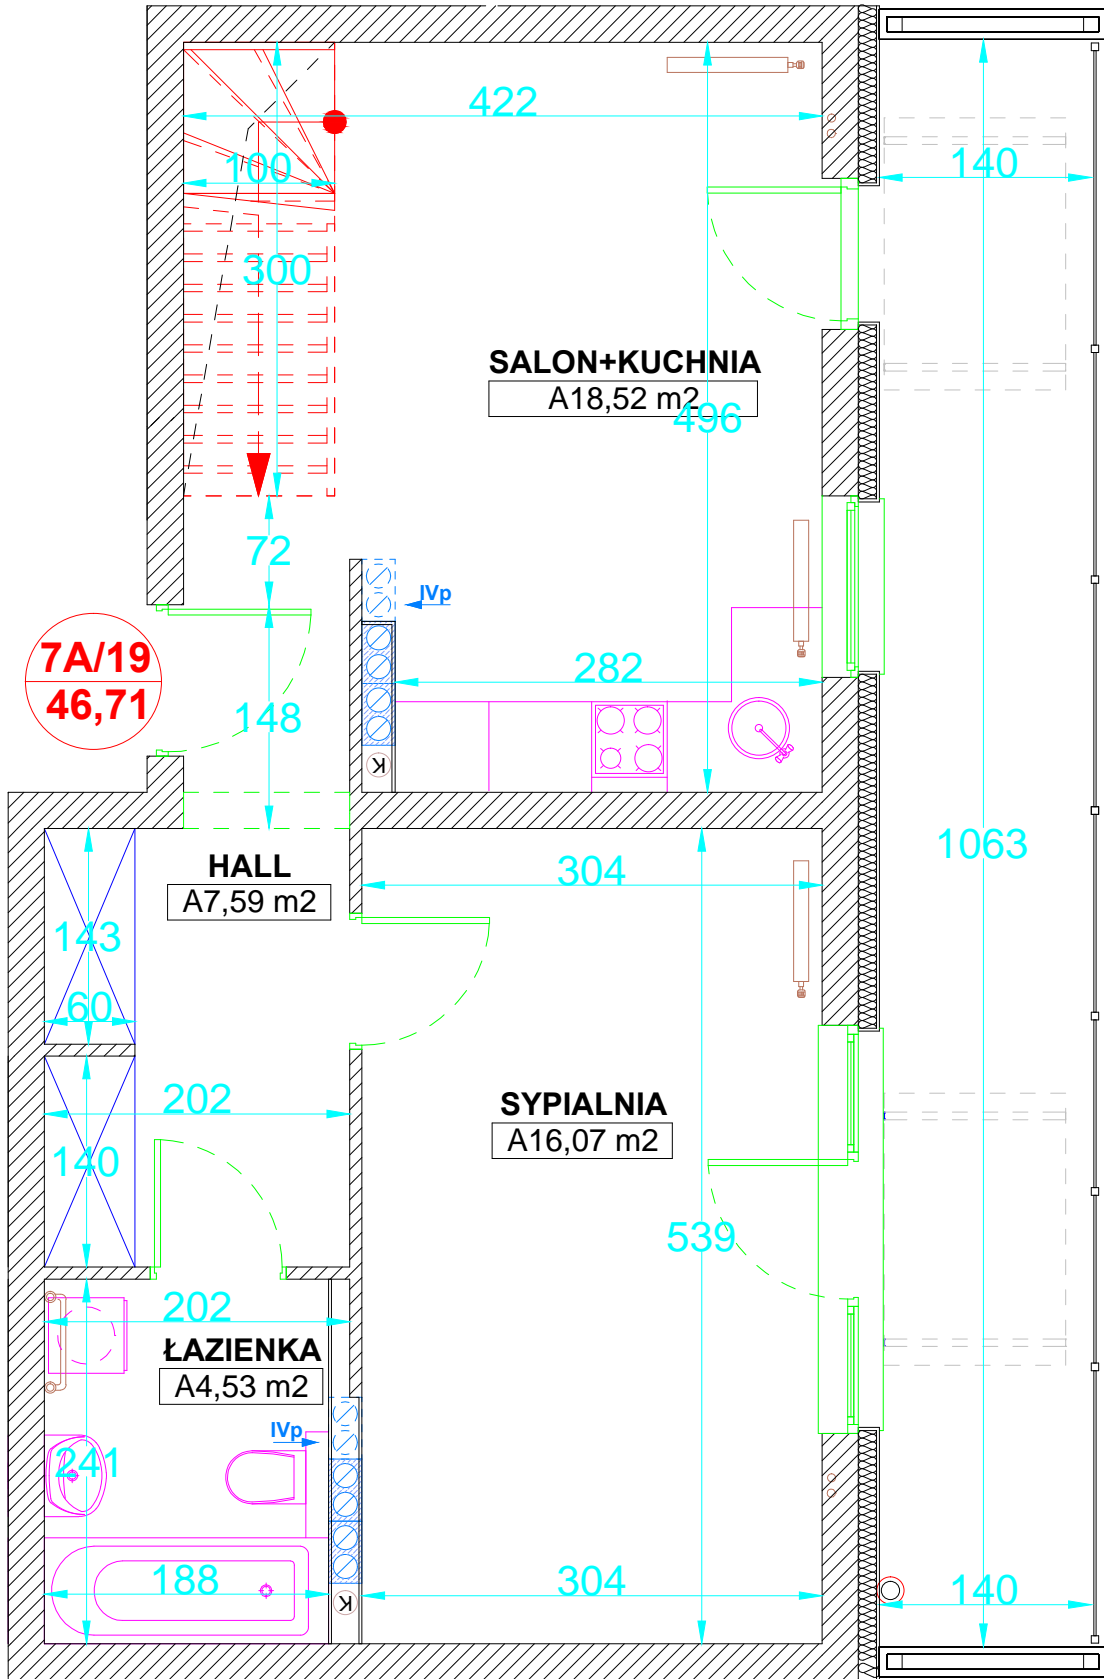 422
140
100
300
SALON+KUCHNIA
A18,52 m2
496
72
IVp
7A/19
46,71
282
148
K
1063
HALL
A7,59 m2
304
143
60
202
SYPIALNIA
A16,07 m2
140
539
202
ŁAZIENKA
A4,53 m2
IVp
241
188
304
140
K